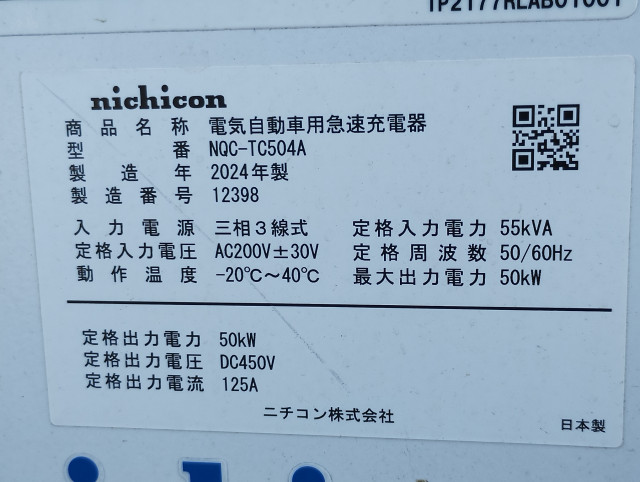 nichicon
商品名称 電気自動車用急速充電器
型番 NQC-TC504A
製造年 2024年製
製造番号 12398
入力電源 三相3線式 定格入力電力 55kVA
定格入力電圧 AC200V±30V 定格周波数 50/60Hz
動作温度 -20℃～40℃ 最大出力電力 50kW
定格出力電力 50kW
定格出力電圧 DC450V
定格出力電流 125A
ニチコン株式会社
日本製